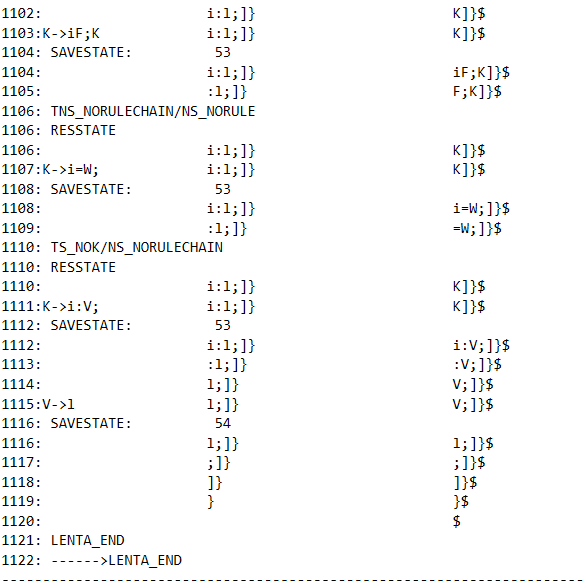 1102: i:l;]} K]}$
1103:K->iF;K i:l;]} K]}$
1104: SAVESTATE: 53
1104: i:l;]} iF;K]}$
1105: :l;]} F;K]}$
1106: TNS_NORULECHAIN/NS_NORULE
1106: RESSTATE
1106: i:l;]} K]}$
1107:K->i=W; i:l;]} K]}$
1108: SAVESTATE: 53
1108: i:l;]} i=W;]}$
1109: :l;]} =W;]}$
1110: TS_NOK/NS_NORULECHAIN
1110: RESSTATE
1110: i:l;]} K]}$
1111:K->i:V; i:l;]} K]}$
1112: SAVESTATE: 53
1112: i:l;]} i:V;]}$
1113: :l;]} :V;]}$
1114: l;]} V;]}$
1115:V->l l;]} V;]}$
1116: SAVESTATE: 54
1116: l;]} l;]}$
1117: ;]} ;]}$
1118: ]} ]}$
1119: } }$
1120: $
1121: LENTA_END
1122: ------>LENTA_END
------------------------------------------------------------------------